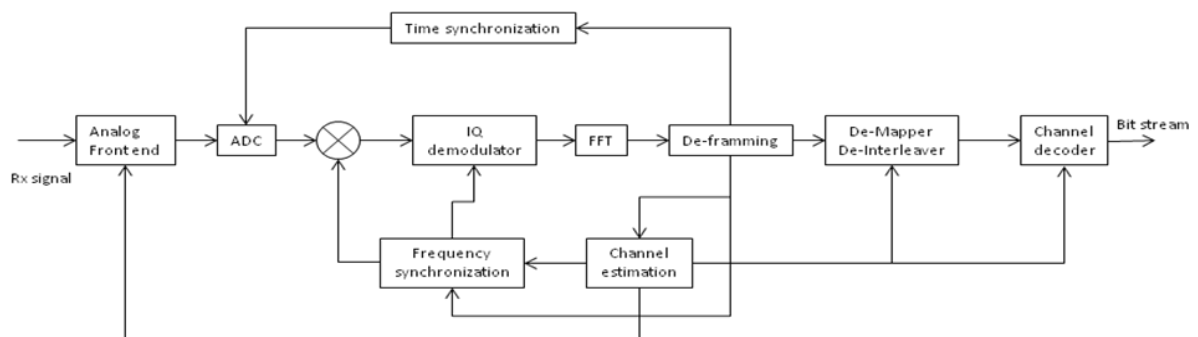 Time synchronization
Analog
Frontend
ADC
IQ
demodulator
FFT
De-framming
De-Mapper
De-Interleaver
Channel
decoder
Bit stream
Rx signal
Frequency
synchronization
Channel
estimation